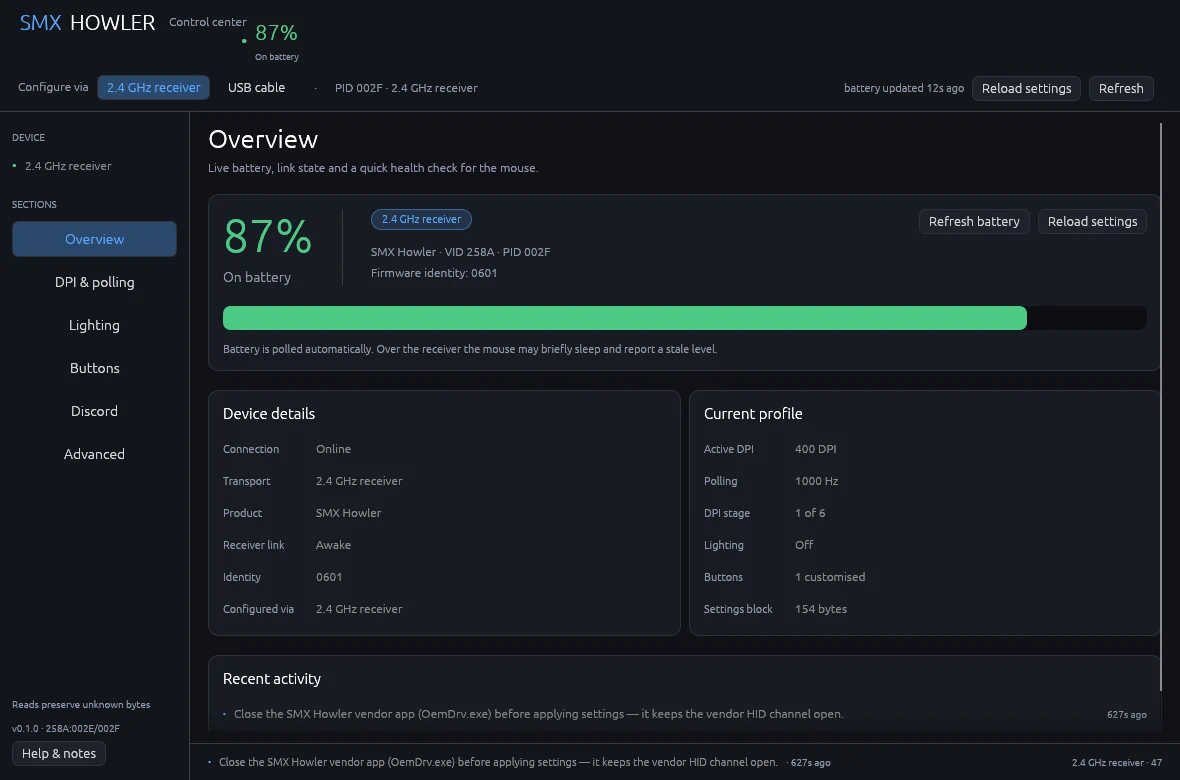 SMX HOWLER Control center
87%
On battery
Configure via 2.4 GHz receiver USB cable · PID 002F · 2.4 GHz receiver battery updated 12s ago Reload settings Refresh
DEVICE
• 2.4 GHz receiver
SECTIONS
Overview
DPI & polling
Lighting
Buttons
Discord
Advanced
Reads preserve unknown bytes
v0.1.0 · 258A:002E/002F
Help & notes
Overview
Live battery, link state and a quick health check for the mouse.
87%
On battery
2.4 GHz receiver
SMX Howler · VID 258A · PID 002F
Firmware identity: 0601
Refresh battery Reload settings
Battery is polled automatically. Over the receiver the mouse may briefly sleep and report a stale level.
Device details
Connection Online
Transport 2.4 GHz receiver
Product SMX Howler
Receiver link Awake
Identity 0601
Configured via 2.4 GHz receiver
Current profile
Active DPI 400 DPI
Polling 1000 Hz
DPI stage 1 of 6
Lighting Off
Buttons 1 customised
Settings block 154 bytes
Recent activity
• Close the SMX Howler vendor app (OemDrv.exe) before applying settings — it keeps the vendor HID channel open. 627s ago
• Close the SMX Howler vendor app (OemDrv.exe) before applying settings — it keeps the vendor HID channel open. · 627s ago 2.4 GHz receiver · 47